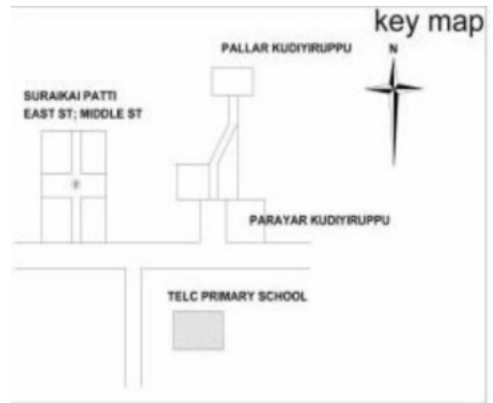 key map
N
PALLAR KUDIYIRUPPU
SURAIKAI PATTI
EAST ST; MIDDLE ST
PARAYAR KUDIYIRUPPU
TELC PRIMARY SCHOOL